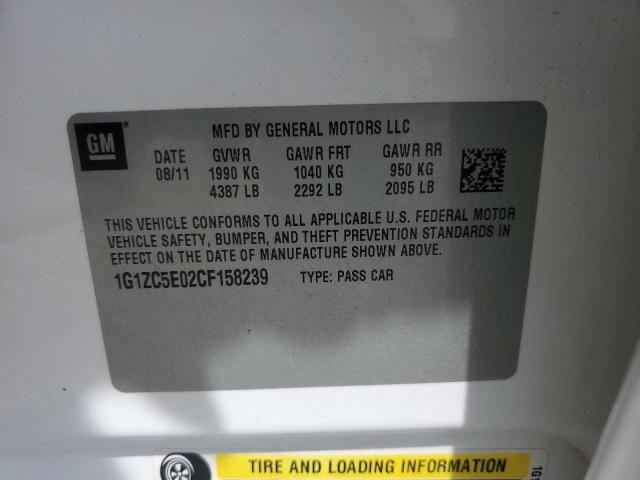 GM
MFD BY GENERAL MOTORS LLC
DATE GVWR GAWR FRT GAWR RR
08/11 1990 KG 1040 KG 950 KG
4387 LB 2292 LB 2095 LB
THIS VEHICLE CONFORMS TO ALL APPLICABLE U.S. FEDERAL MOTOR
VEHICLE SAFETY, BUMPER, AND THEFT PREVENTION STANDARDS IN
EFFECT ON THE DATE OF MANUFACTURE SHOWN ABOVE.
1G1ZC5E02CF158239 TYPE: PASS CAR
TIRE AND LOADING INFORMATION
1G1